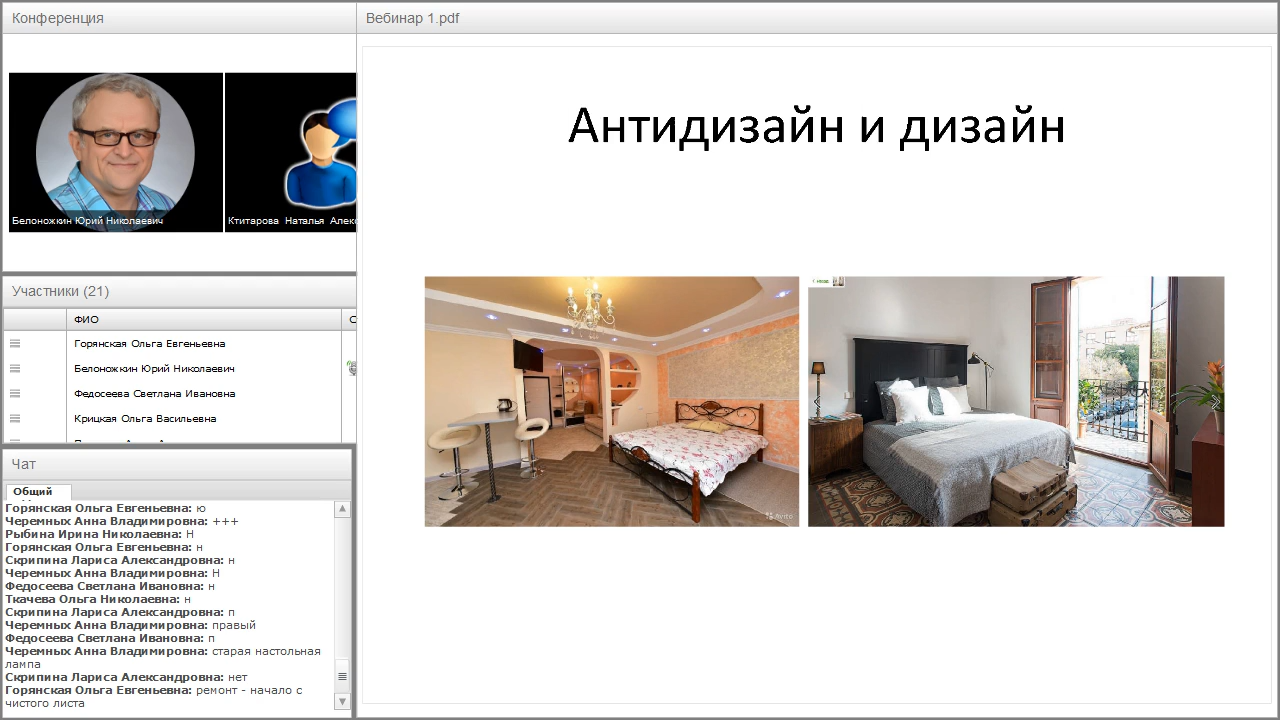 Конференция
Белоножкин Юрий Николаевич
Ктитарова Наталья Алекс
Участники (21)
ФИО
С
Горянская Ольга Евгеньевна
Белоножкин Юрий Николаевич
Федосеева Светлана Ивановна
Крицкая Ольга Васильевна
Чат
Общий
Горянская Ольга Евгеньевна: ю
Черемных Анна Владимировна: +++
Рыбина Ирина Николаевна: Н
Горянская Ольга Евгеньевна: н
Скрипина Лариса Александровна: н
Черемных Анна Владимировна: Н
Федосеева Светлана Ивановна: н
Ткачева Ольга Николаевна: н
Скрипина Лариса Александровна: п
Черемных Анна Владимировна: правый
Федосеева Светлана Ивановна: п
Черемных Анна Владимировна: старая настольная
лампа
Скрипина Лариса Александровна: нет
Горянская Ольга Евгеньевна: ремонт - начало с
чистого листа
Вебинар 1.pdf
Антидизайн и дизайн
Avito